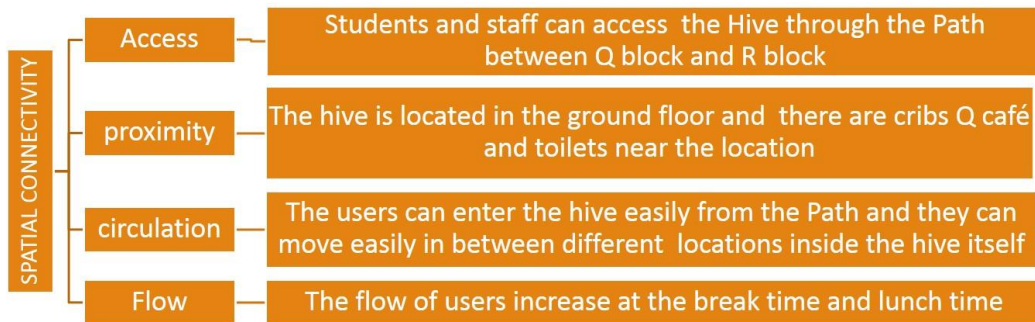 SPATIAL CONNECTIVITY
Access
Students and staff can access the Hive through the Path
between Q block and R block
proximity
The hive is located in the ground floor and there are cribs Q café
and toilets near the location
circulation
The users can enter the hive easily from the Path and they can
move easily in between different locations inside the hive itself
Flow
The flow of users increase at the break time and lunch time